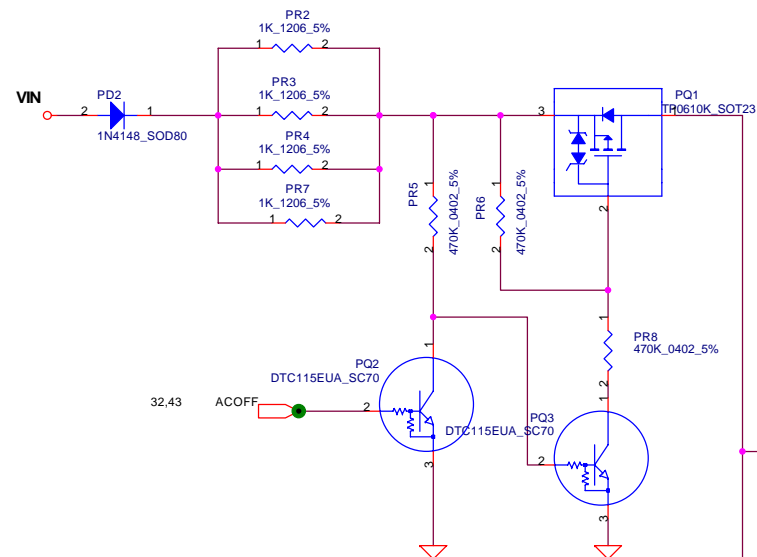 PR2
1K_1206_5%
1 2
PR3
1K_1206_5%
1 2
PR4
1K_1206_5%
1 2
PR7
1K_1206_5%
1 2
VIN
2 PD2 1
1N4148_SOD80
PR5
1
2
470K_0402_5%
PR6
1
2
470K_0402_5%
PQ1
TP0610K_SOT23
3
1
2
PR8
470K_0402_5%
1
2
PQ2
DTC115EUA_SC70
1
2
3
32,43 ACOFF
PQ3
DTC115EUA_SC70
1
2
3